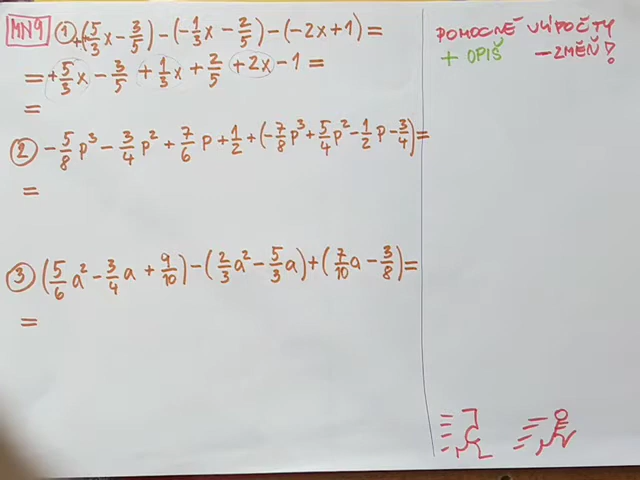 MN9 ① +(5/3x - 3/5) - (-1/3x - 2/5) - (-2x + 1) =
= + 5/3x - 3/5 + 1/3x + 2/5 + 2x - 1 =
=
② - 5/8p³ - 3/4p² + 7/6p + 1/2 + (-7/8p³ + 5/4p² - 1/2p - 3/4) =
=
③ (5/6a² - 3/4a + 9/10) - (2/3a² - 5/3a) + (7/10a - 3/8) =
=
POMOCNÉ VÝPOČTY
+ OPIŠ - ZMĚŇ!